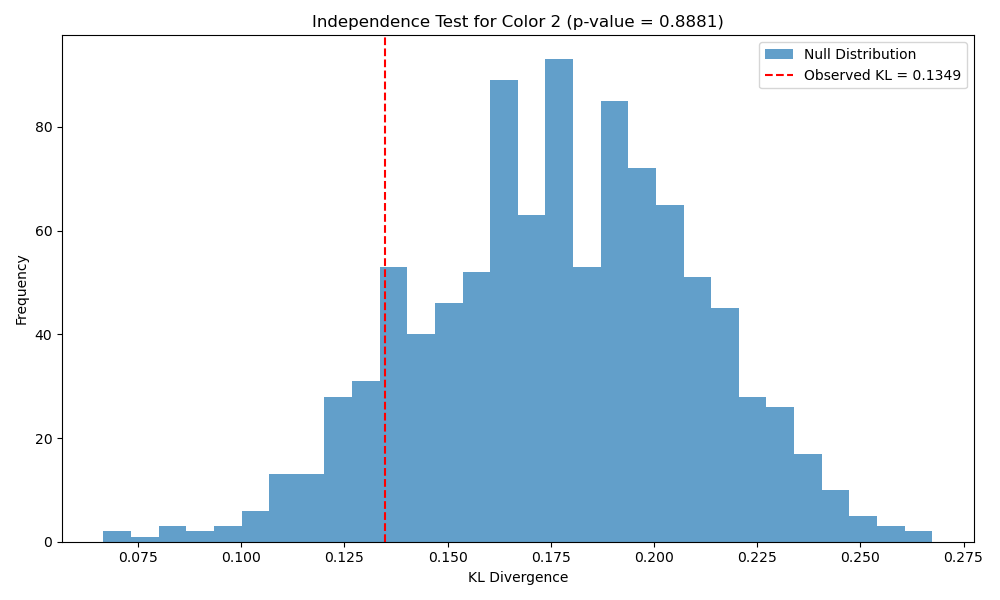 Independence Test for Color 2 (p-value = 0.8881)
Null Distribution
Observed KL = 0.1349
Frequency
80
60
40
20
0
0.075 0.100 0.125 0.150 0.175 0.200 0.225 0.250 0.275
KL Divergence